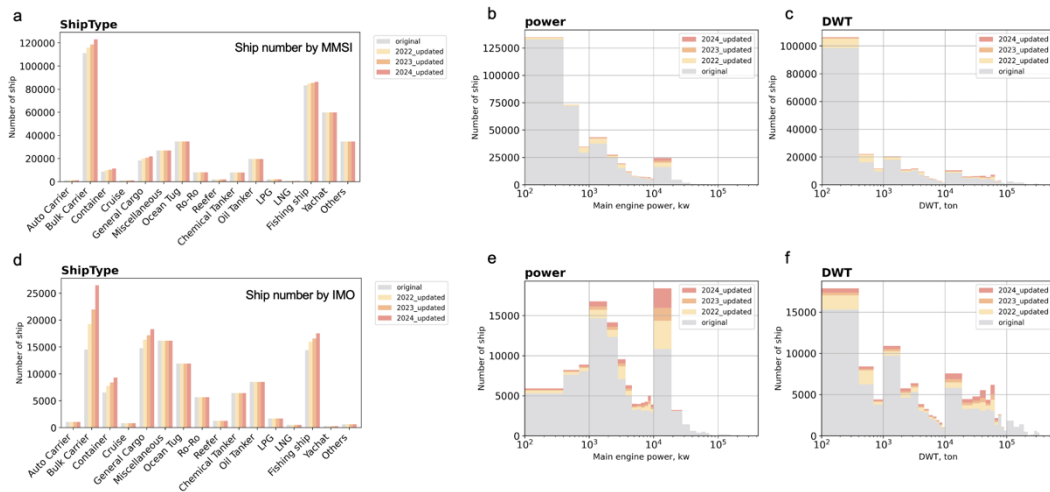 a
ShipType
Ship number by MMSI
original
2022_updated
2023_updated
2024_updated
Number of ship
120000
100000
80000
60000
40000
20000
0
Auto Carrier
Bulk Carrier
Container
Cruise
General Cargo
Miscellaneous
Ocean Tug
Ro-Ro
Reefer
Chemical Tanker
Oil Tanker
LPG
LNG
Fishing ship
Yachat
Others
b
power
2024_updated
2023_updated
2022_updated
original
Number of ship
125000
100000
75000
50000
25000
0
10² 10³ 10⁴ 10⁵
Main engine power, kw
c
DWT
2024_updated
2023_updated
2022_updated
original
Number of ship
100000
80000
60000
40000
20000
0
10² 10³ 10⁴ 10⁵
DWT, ton
d
ShipType
Ship number by IMO
original
2022_updated
2023_updated
2024_updated
Number of ship
25000
20000
15000
10000
5000
0
Auto Carrier
Bulk Carrier
Container
Cruise
General Cargo
Miscellaneous
Ocean Tug
Ro-Ro
Reefer
Chemical Tanker
Oil Tanker
LPG
LNG
Fishing ship
Yachat
Others
e
power
2024_updated
2023_updated
2022_updated
original
Number of ship
15000
10000
5000
0
10² 10³ 10⁴ 10⁵
Main engine power, kw
f
DWT
2024_updated
2023_updated
2022_updated
original
Number of ship
15000
10000
5000
0
10² 10³ 10⁴ 10⁵
DWT, ton